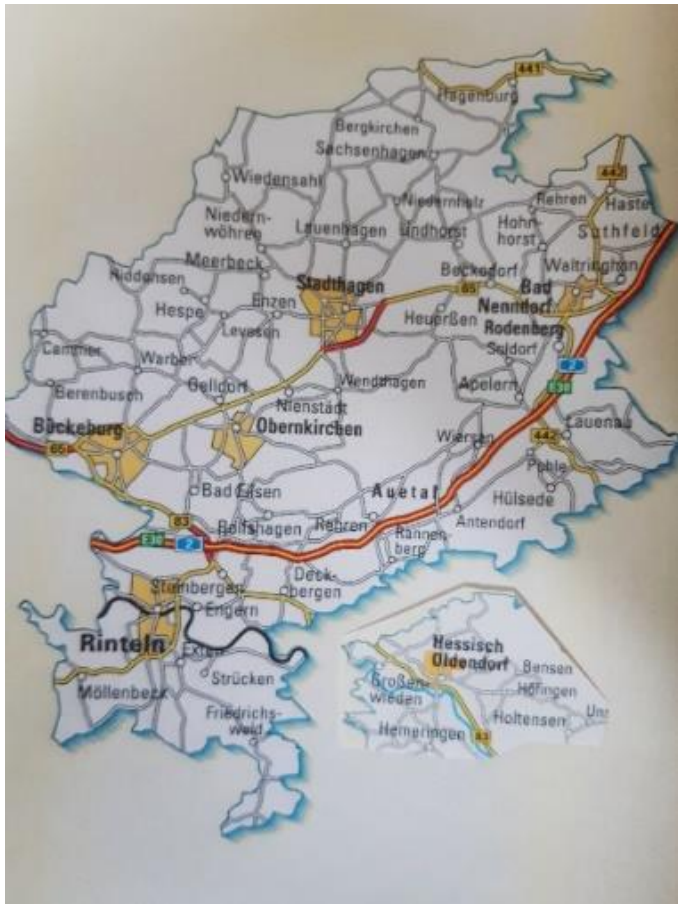 441
Hagenburg
Bergkirchen
Sachsenhagen
442
Wiedensahl
Niedernholz
Rehren
Haste
Niedern-
wöhren
Lauenhagen
Lindhorst
Hohn-
horst
Suthfeld
Meerbeck
Riddensen
Stadthagen
Beckedorf
Waltringhsn
65
Bad
Nenndorf
Hespe
Enzen
Levesen
Heuerßen
Rodenberg
Soldorf
Cammer
Warber
2
Berenbusch
Gelldorf
Wendthagen
Apelern
E30
Nienstädt
Bückeburg
Obernkirchen
Lauenau
65
Wiersen
442
Pohle
Bad Eilsen
Auetal
Hülsede
83
Rolfshagen
Rehren
Antendorf
E30
2
Rannen-
berg
Deck-
bergen
Steinbergen
Engern
Rinteln
Exten
Strücken
Möllenbeck
Friedrichs-
wald
Hessisch
Oldendorf
Bensen
Großen-
wieden
Höfingen
Holtensen
Hemeringen
83